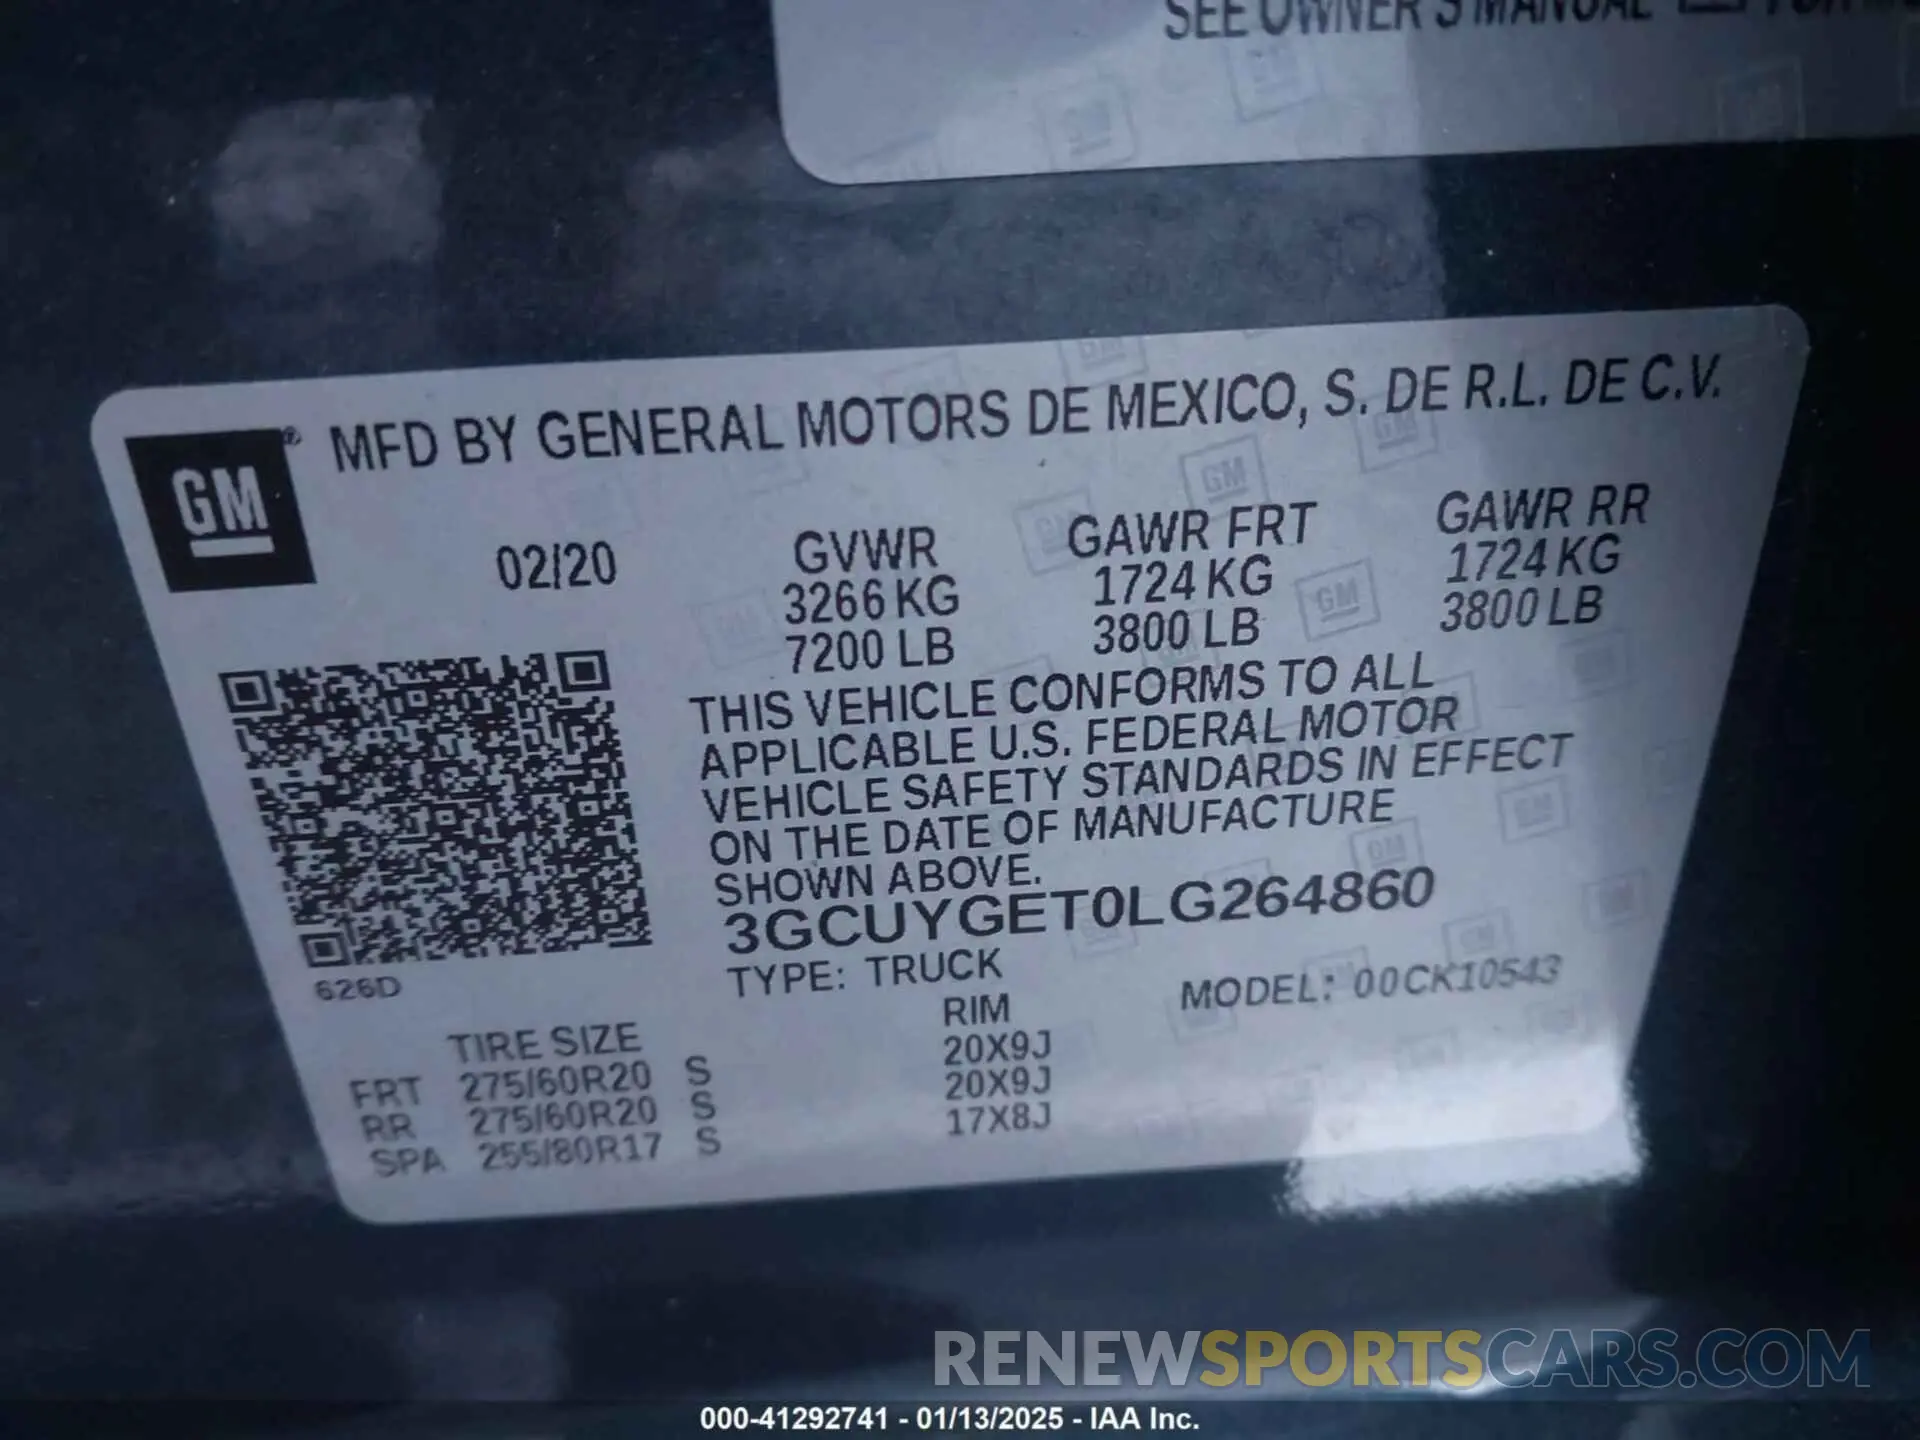 SEE OWNER'S MANUAL
GM
® MFD BY GENERAL MOTORS DE MEXICO, S. DE R.L. DE C.V.
02/20 GVWR GAWR FRT GAWR RR
3266 KG 1724 KG 1724 KG
7200 LB 3800 LB 3800 LB
THIS VEHICLE CONFORMS TO ALL
APPLICABLE U.S. FEDERAL MOTOR
VEHICLE SAFETY STANDARDS IN EFFECT
ON THE DATE OF MANUFACTURE
SHOWN ABOVE.
3GCUYGET0LG264860
626D
TYPE: TRUCK MODEL: 00CK10543
TIRE SIZE RIM
FRT 275/60R20 S 20X9J
RR 275/60R20 S 20X9J
SPA 255/80R17 S 17X8J
RENEWSPORTSCARS.COM
000-41292741 - 01/13/2025 - IAA Inc.